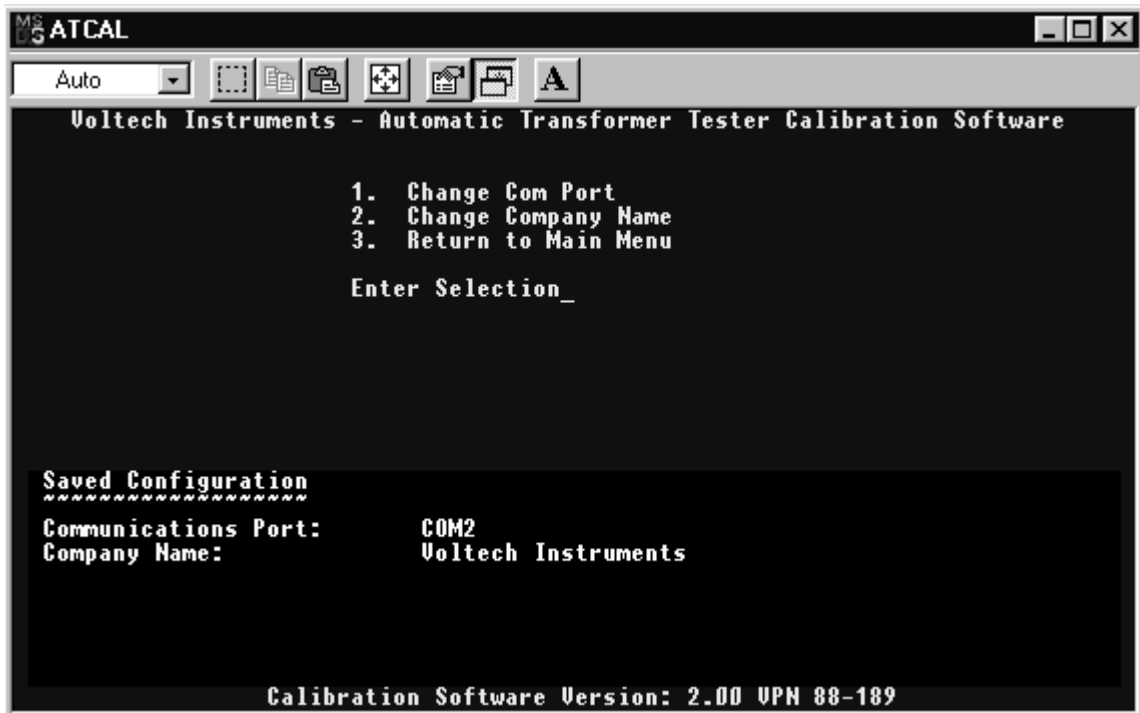 MS DOS ATCAL
Auto
A
Voltech Instruments - Automatic Transformer Tester Calibration Software
1. Change Com Port
2. Change Company Name
3. Return to Main Menu
Enter Selection_
Saved Configuration
~~~~~~~~~~~~~~~~~~~
Communications Port: COM2
Company Name: Voltech Instruments
Calibration Software Version: 2.00 VPN 88-189